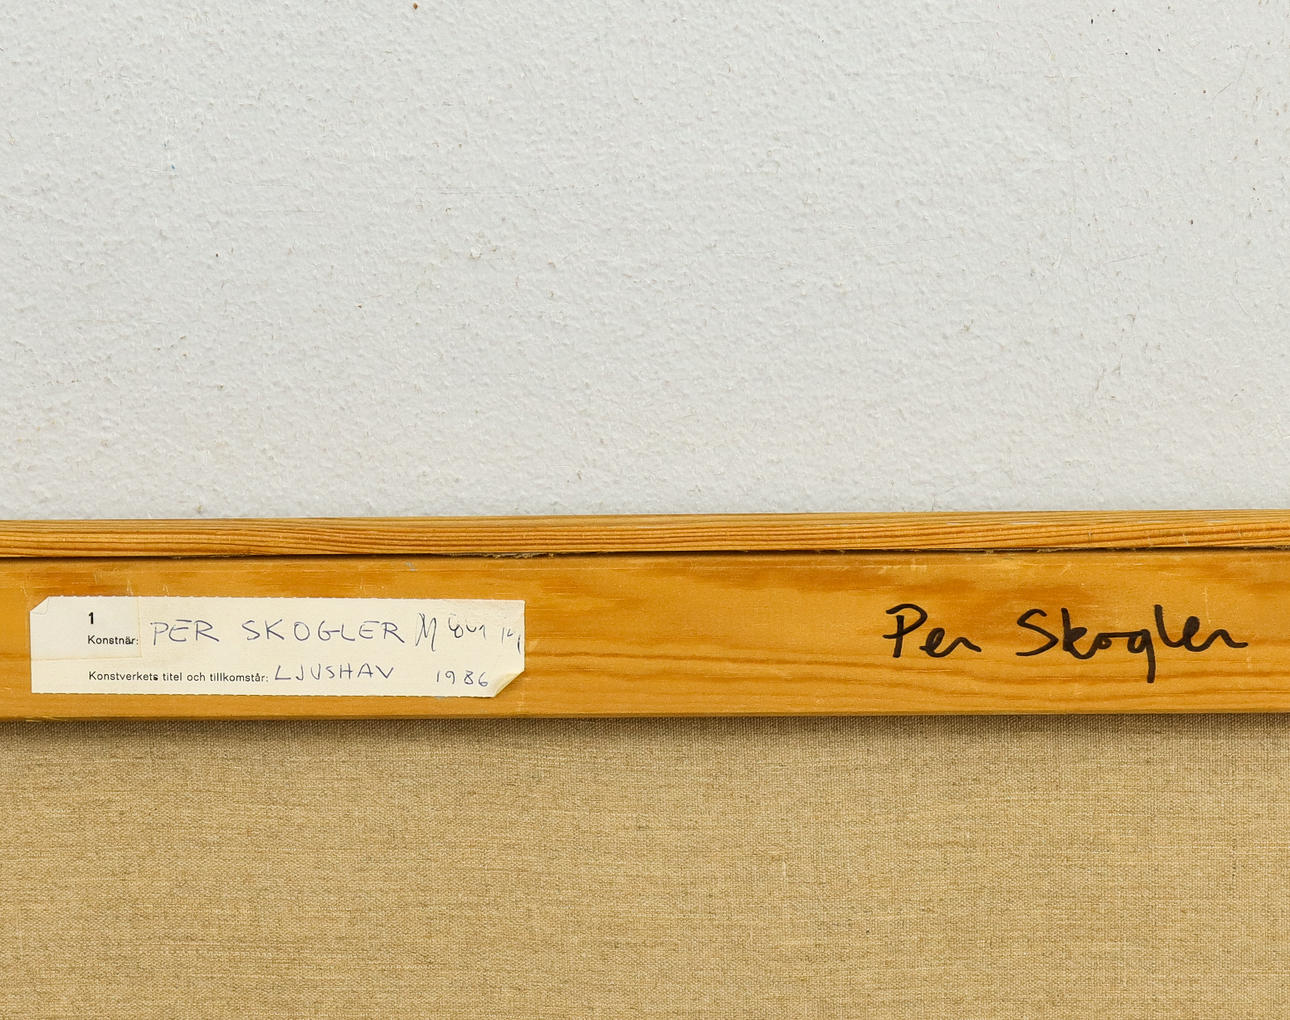 1
Konstnär: PER SKOGLER
Konstverkets titel och tillkomstår: LJUSHAV 1986
Per Skogler